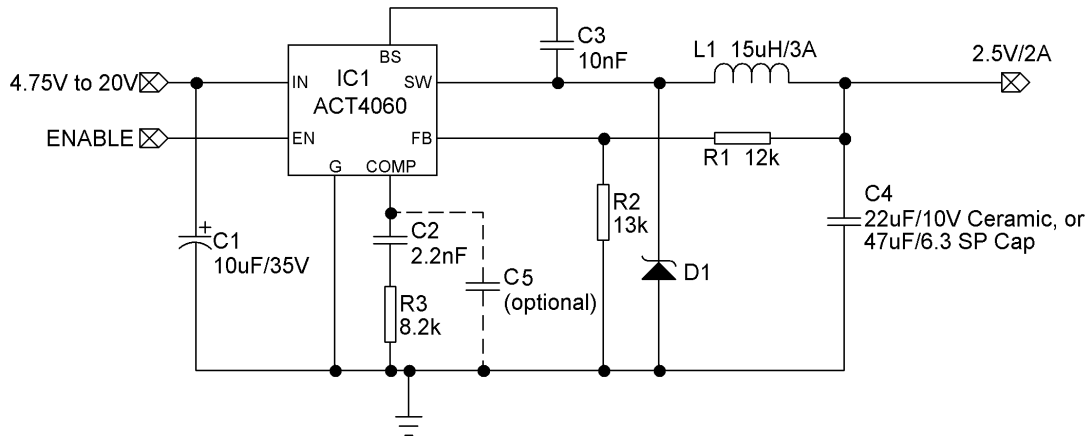 BS
C3
10nF
L1 15uH/3A
2.5V/2A
4.75V to 20V
IN
IC1
ACT4060
SW
ENABLE
EN
FB
R1 12k
G
COMP
C1
10uF/35V
+
C2
2.2nF
R2
13k
C4
22uF/10V Ceramic, or
47uF/6.3 SP Cap
C5
(optional)
D1
R3
8.2k